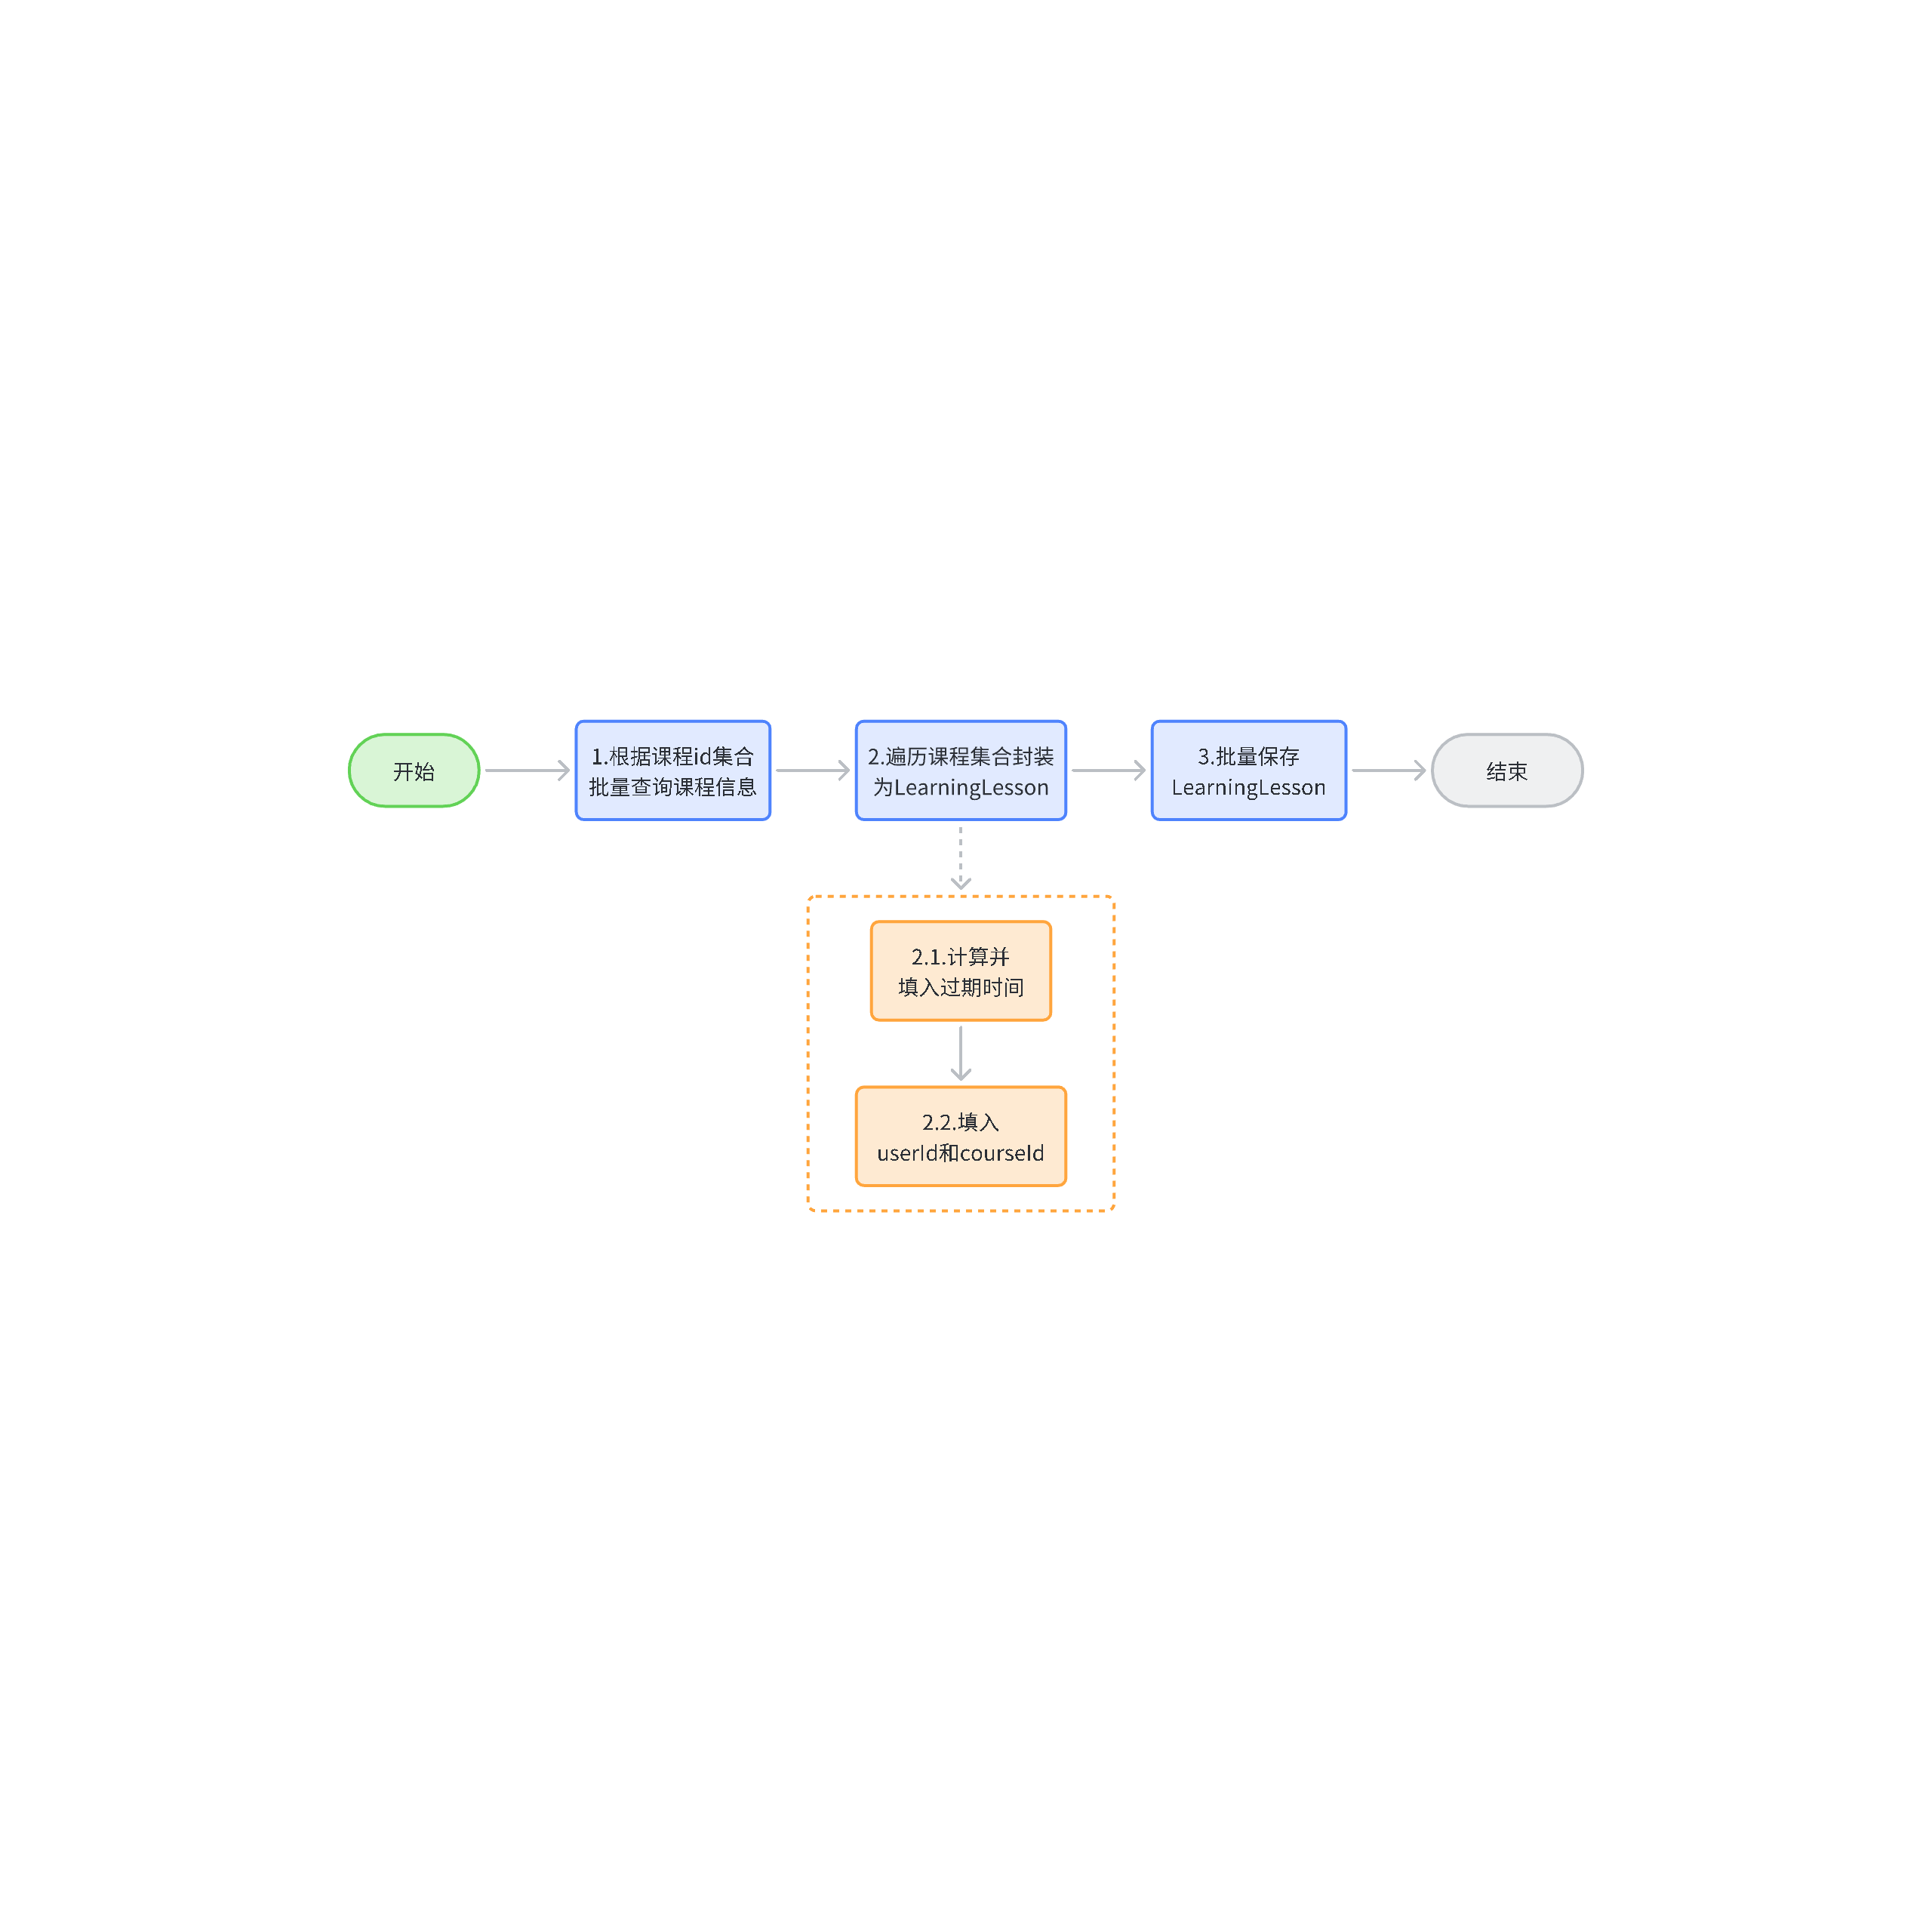 开始
1.根据课程id集合
批量查询课程信息
2.遍历课程集合封装
为LearningLesson
3.批量保存
LearningLesson
结束
2.1.计算并
填入过期时间
2.2.填入
userId和courseId